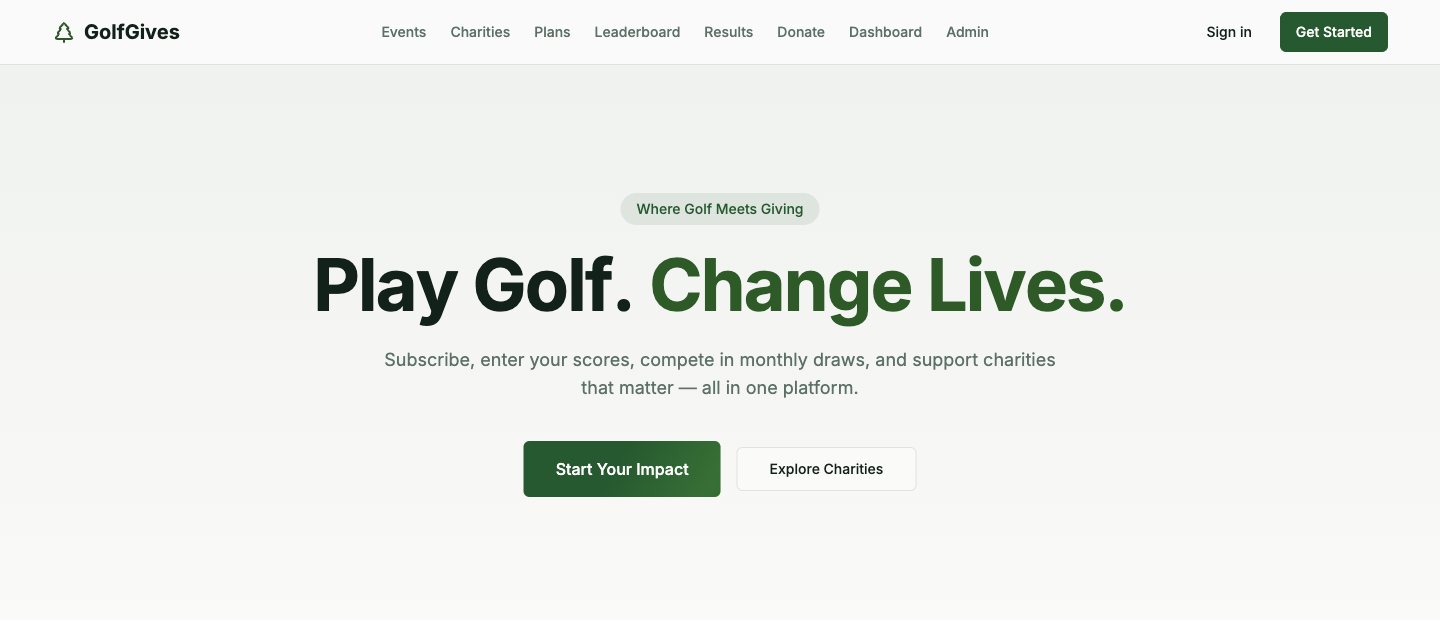 GolfGives
Events Charities Plans Leaderboard Results Donate Dashboard Admin
Sign in
Get Started
Where Golf Meets Giving
Play Golf. Change Lives.
Subscribe, enter your scores, compete in monthly draws, and support charities
that matter — all in one platform.
Start Your Impact
Explore Charities